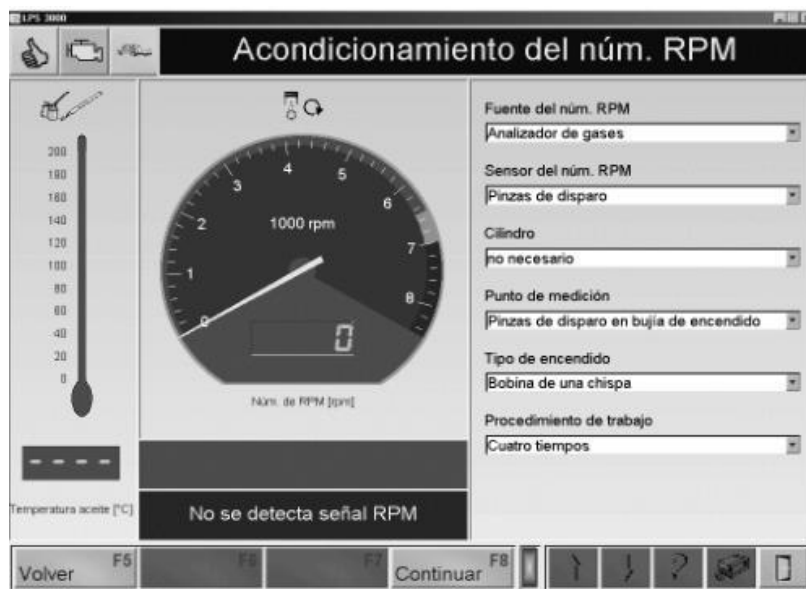 LPS 3000
Acondicionamiento del núm. RPM
200
180
160
140
120
100
80
60
40
20
0
- - - -
Temperatura aceite [°C]
0
1
2
3
4
5
6
7
8
1000 rpm
0
Núm. de RPM [rpm]
No se detecta señal RPM
Fuente del núm. RPM
Analizador de gases
Sensor del núm. RPM
Pinzas de disparo
Cilindro
no necesario
Punto de medición
Pinzas de disparo en bujía de encendido
Tipo de encendido
Bobina de una chispa
Procedimiento de trabajo
Cuatro tiempos
Volver F5
F6
F7
Continuar F8